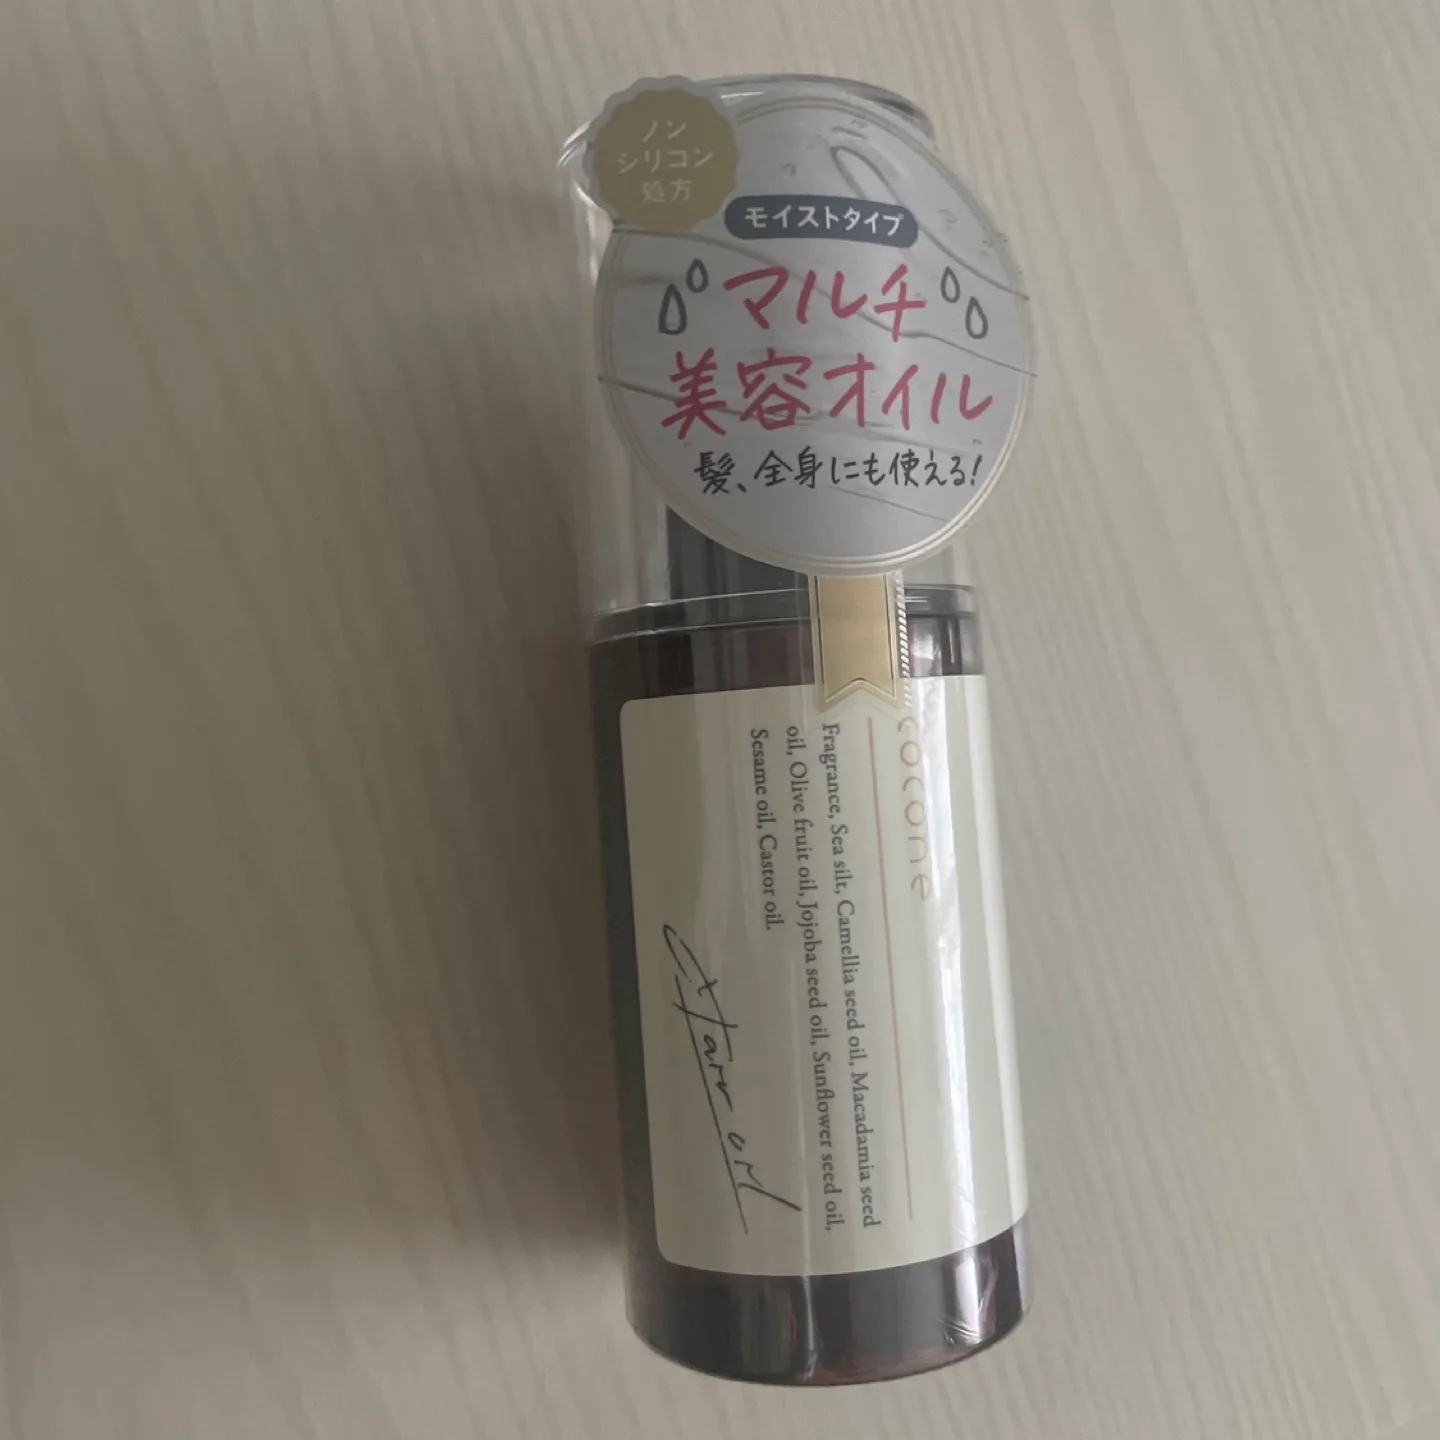 ノン
シリコン
処方
モイストタイプ
マルチ
美容オイル
髪、全身にも使える!
cocone
Fragrance, Sea silt, Camellia seed oil, Macadamia seed
oil, Olive fruit oil, Jojoba seed oil, Sunflower seed oil,
Sesame oil, Castor oil.